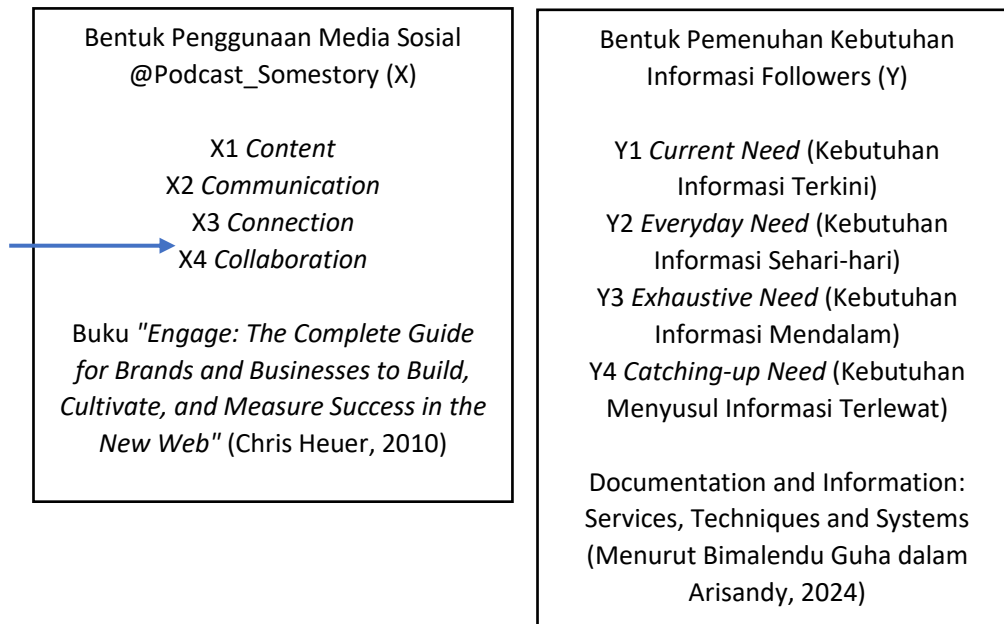 Bentuk Penggunaan Media Sosial
@Podcast_Somestory (X)
X1 Content
X2 Communication
X3 Connection
X4 Collaboration
Buku "Engage: The Complete Guide
for Brands and Businesses to Build,
Cultivate, and Measure Success in the
New Web" (Chris Heuer, 2010)
Bentuk Pemenuhan Kebutuhan
Informasi Followers (Y)
Y1 Current Need (Kebutuhan
Informasi Terkini)
Y2 Everyday Need (Kebutuhan
Informasi Sehari-hari)
Y3 Exhaustive Need (Kebutuhan
Informasi Mendalam)
Y4 Catching-up Need (Kebutuhan
Menyusul Informasi Terlewat)
Documentation and Information:
Services, Techniques and Systems
(Menurut Bimalendu Guha dalam
Arisandy, 2024)